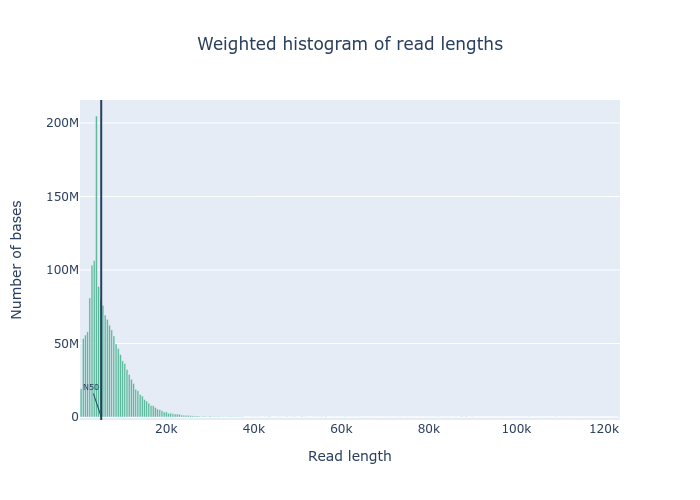 Weighted histogram of read lengths
Number of bases
200M
150M
100M
50M
0
N50
20k 40k 60k 80k 100k 120k
Read length